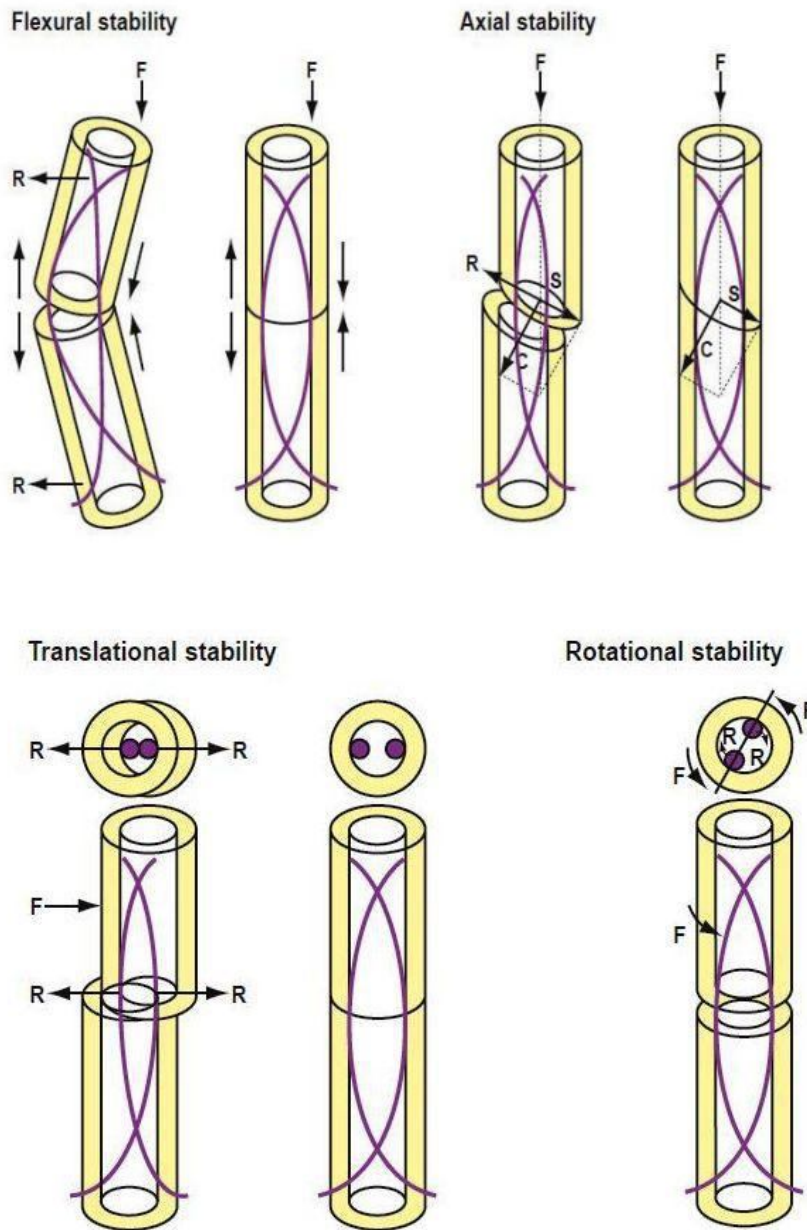 Flexural stability
Axial stability
F
F
F
F
R
R
S
S
C
C
R
Translational stability
Rotational stability
R
R
R
R
F
F
F
F
R
R